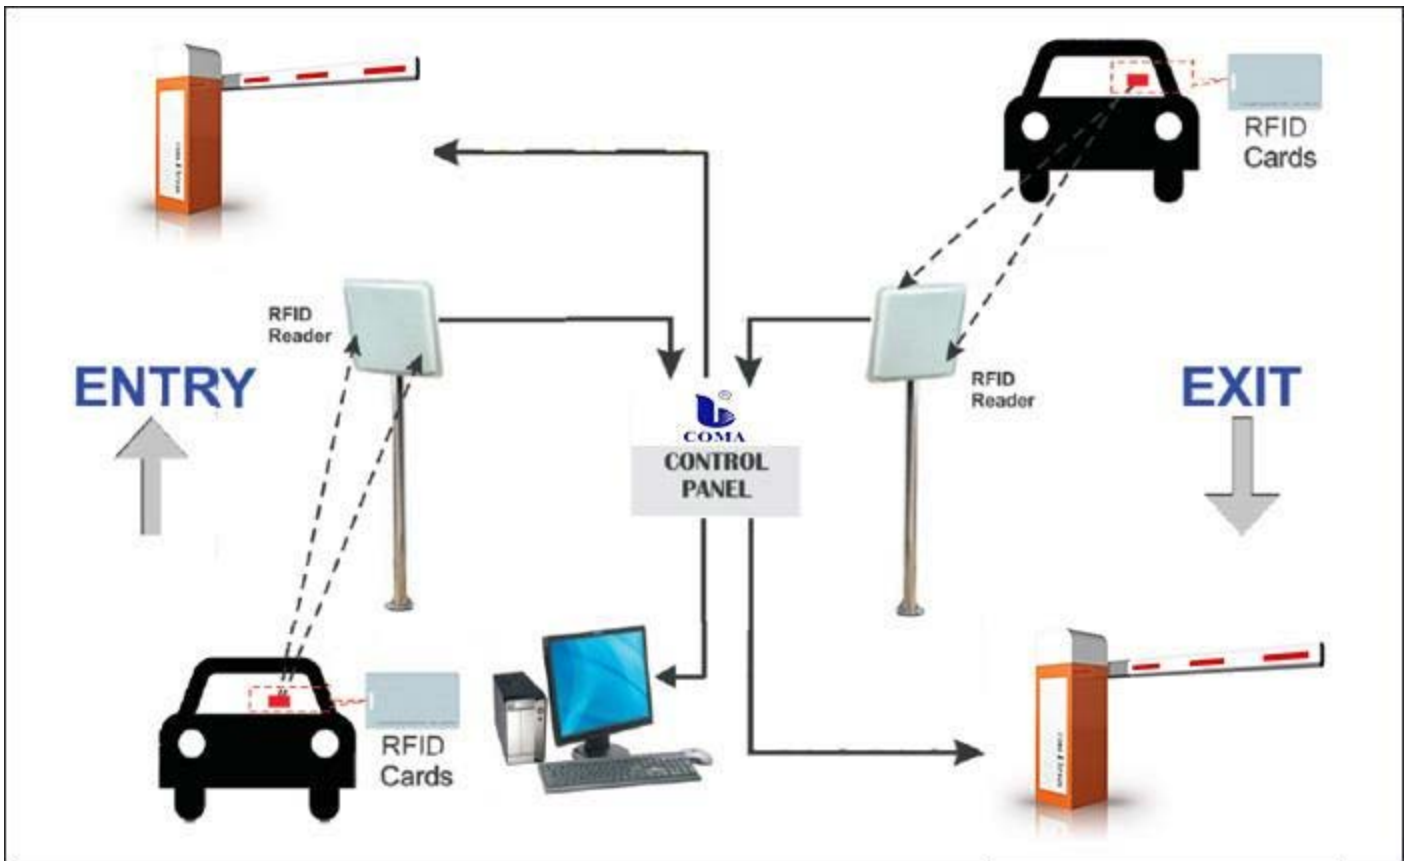 RFID
Cards
RFID
Reader
ENTRY
RFID
Reader
EXIT
®
COMA
CONTROL
PANEL
RFID
Cards